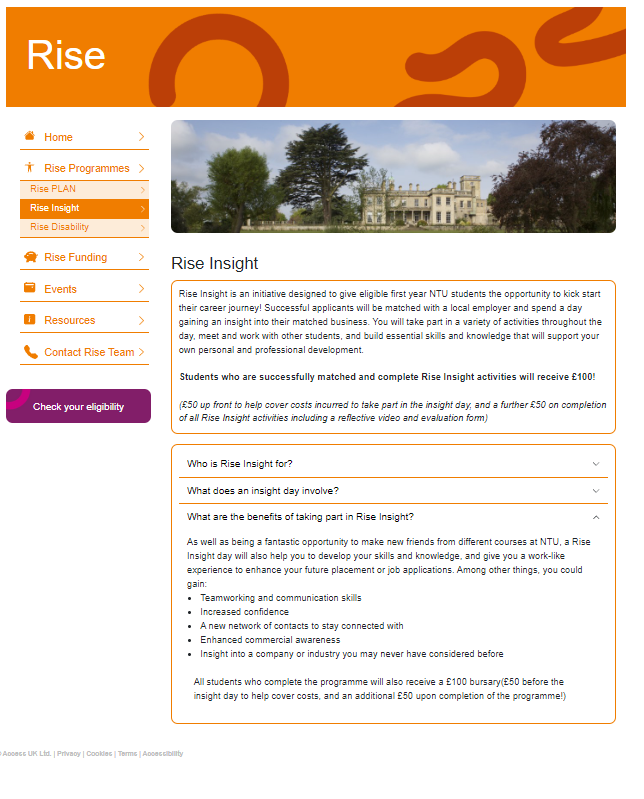 Rise
Home
Rise Programmes
Rise PLAN
Rise Insight
Rise Disability
Rise Funding
Events
Resources
Contact Rise Team
Check your eligibility
Rise Insight
Rise Insight is an initiative designed to give eligible first year NTU students the opportunity to kick start
their career journey! Successful applicants will be matched with a local employer and spend a day
gaining an insight into their matched business. You will take part in a variety of activities throughout the
day, meet and work with other students, and build essential skills and knowledge that will support your
own personal and professional development.
Students who are successfully matched and complete Rise Insight activities will receive £100!
(£50 up front to help cover costs incurred to take part in the insight day, and a further £50 on completion
of all Rise Insight activities including a reflective video and evaluation form)
Who is Rise Insight for?
What does an insight day involve?
What are the benefits of taking part in Rise Insight?
As well as being a fantastic opportunity to make new friends from different courses at NTU, a Rise
Insight day will also help you to develop your skills and knowledge, and give you a work-like
experience to enhance your future placement or job applications. Among other things, you could
gain:
• Teamworking and communication skills
• Increased confidence
• A new network of contacts to stay connected with
• Enhanced commercial awareness
• Insight into a company or industry you may never have considered before
All students who complete the programme will also receive a £100 bursary(£50 before the
insight day to help cover costs, and an additional £50 upon completion of the programme!)
Access UK Ltd. | Privacy | Cookies | Terms | Accessibility